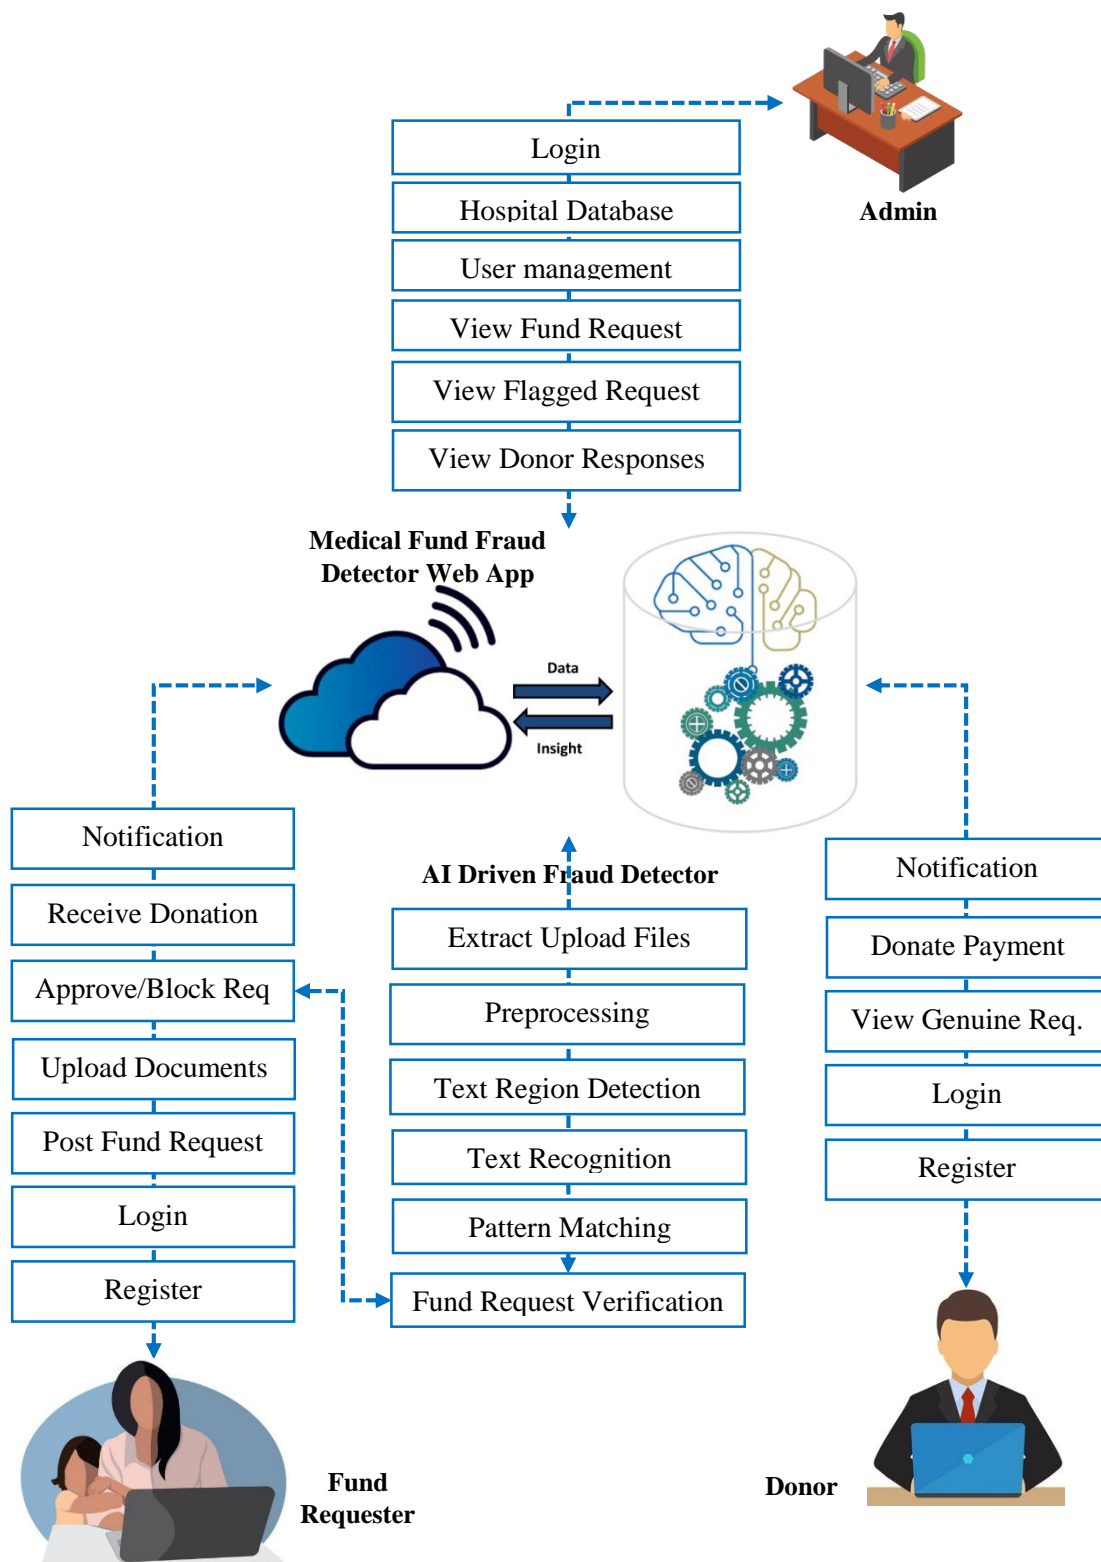 Admin
Login
Hospital Database
User management
View Fund Request
View Flagged Request
View Donor Responses
Medical Fund Fraud
Detector Web App
Data
Insight
AI Driven Fraud Detector
Notification
Receive Donation
Approve/Block Req
Upload Documents
Post Fund Request
Login
Register
Fund
Requester
Extract Upload Files
Preprocessing
Text Region Detection
Text Recognition
Pattern Matching
Fund Request Verification
Notification
Donate Payment
View Genuine Req.
Login
Register
Donor